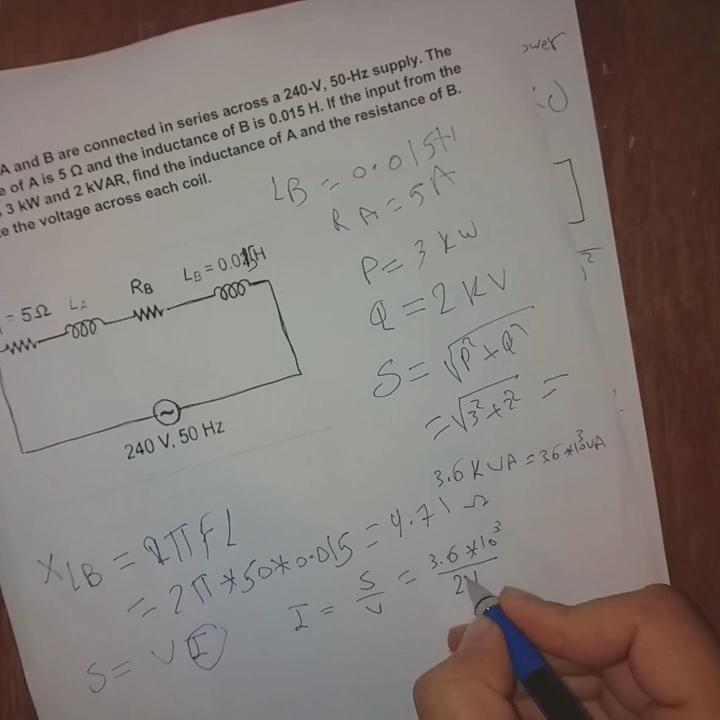 A and B are connected in series across a 240-V, 50-Hz supply. The
e of A is 5 Ω and the inductance of B is 0.015 H. If the input from the
3 kW and 2 kVAR, find the inductance of A and the resistance of B.
e the voltage across each coil.
ower
LB = 0.015H
RA = 5A
P = 3 kW
Q = 2 KV
S = √P²+Q²
= √3²+2² =
3.6 KVA = 3.6*10³VA
= 5Ω LA RB LB = 0.015H
240 V, 50 Hz
XLB = 2πFL
= 2π*50*0.015 = 4.71 Ω
S = VI
I = S/V = 3.6*10³/2